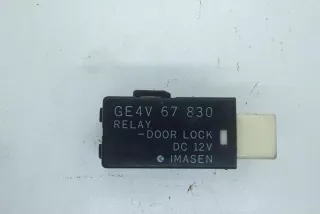 GE4V 67 830
RELAY
-DOOR LOCK
DC 12V
IMASEN